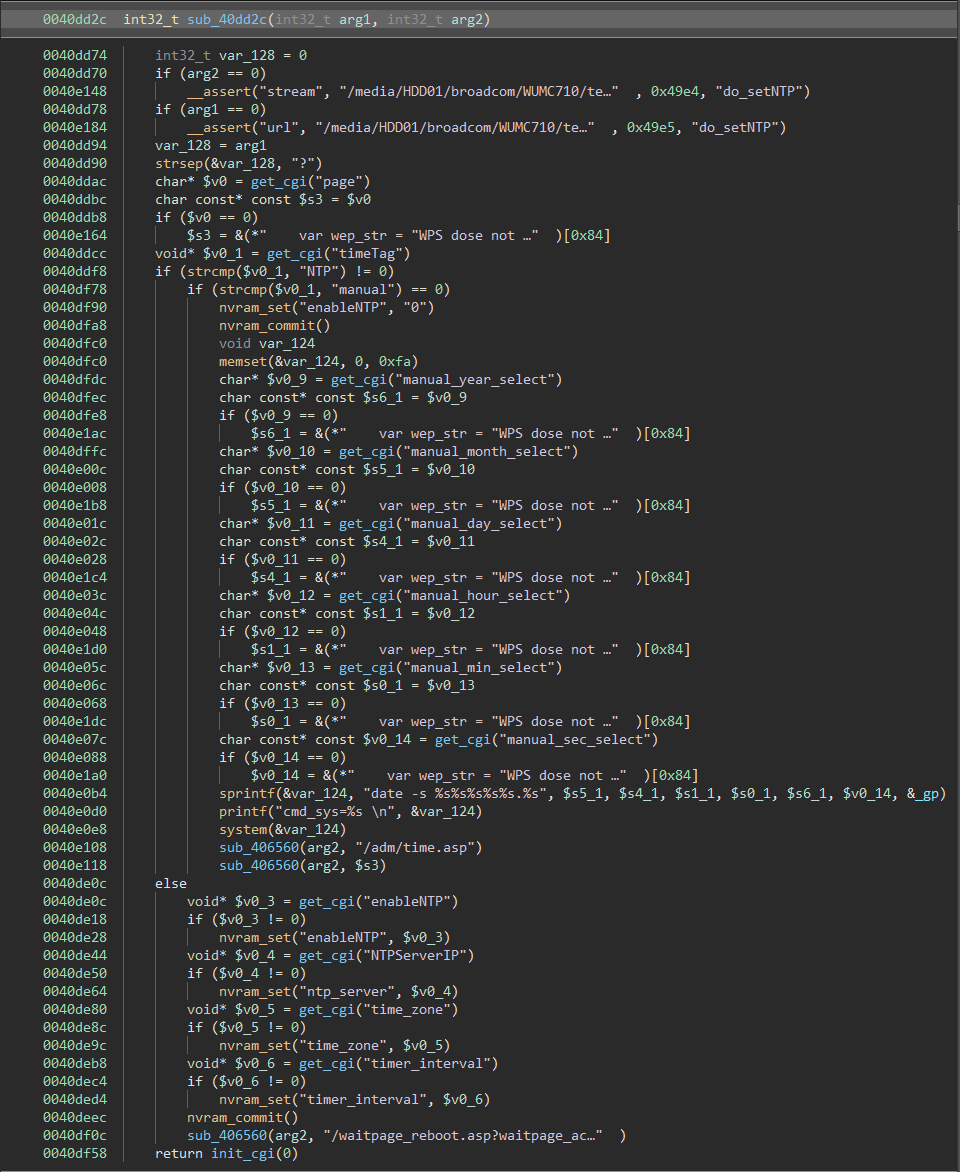 0040dd2c int32_t sub_40dd2c(int32_t arg1, int32_t arg2)
0040dd74 int32_t var_128 = 0
0040dd70 if (arg2 == 0)
0040e148 __assert("stream", "/media/HDD01/broadcom/WUMC710/te…" , 0x49e4, "do_setNTP")
0040dd78 if (arg1 == 0)
0040e184 __assert("url", "/media/HDD01/broadcom/WUMC710/te…" , 0x49e5, "do_setNTP")
0040dd94 var_128 = arg1
0040dd90 strsep(&var_128, "?")
0040ddac char* $v0 = get_cgi("page")
0040ddbc char const* const $s3 = $v0
0040ddb8 if ($v0 == 0)
0040e164 $s3 = &(*" var wep_str = "WPS dose not …" )[0x84]
0040ddcc void* $v0_1 = get_cgi("timeTag")
0040ddf8 if (strcmp($v0_1, "NTP") != 0)
0040df78 if (strcmp($v0_1, "manual") == 0)
0040df90 nvram_set("enableNTP", "0")
0040dfa8 nvram_commit()
0040dfc0 void var_124
0040dfc0 memset(&var_124, 0, 0xfa)
0040dfdc char* $v0_9 = get_cgi("manual_year_select")
0040dfec char const* const $s6_1 = $v0_9
0040dfe8 if ($v0_9 == 0)
0040e1ac $s6_1 = &(*" var wep_str = "WPS dose not …" )[0x84]
0040dffc char* $v0_10 = get_cgi("manual_month_select")
0040e00c char const* const $s5_1 = $v0_10
0040e008 if ($v0_10 == 0)
0040e1b8 $s5_1 = &(*" var wep_str = "WPS dose not …" )[0x84]
0040e01c char* $v0_11 = get_cgi("manual_day_select")
0040e02c char const* const $s4_1 = $v0_11
0040e028 if ($v0_11 == 0)
0040e1c4 $s4_1 = &(*" var wep_str = "WPS dose not …" )[0x84]
0040e03c char* $v0_12 = get_cgi("manual_hour_select")
0040e04c char const* const $s1_1 = $v0_12
0040e048 if ($v0_12 == 0)
0040e1d0 $s1_1 = &(*" var wep_str = "WPS dose not …" )[0x84]
0040e05c char* $v0_13 = get_cgi("manual_min_select")
0040e06c char const* const $s0_1 = $v0_13
0040e068 if ($v0_13 == 0)
0040e1dc $s0_1 = &(*" var wep_str = "WPS dose not …" )[0x84]
0040e07c char const* const $v0_14 = get_cgi("manual_sec_select")
0040e088 if ($v0_14 == 0)
0040e1a0 $v0_14 = &(*" var wep_str = "WPS dose not …" )[0x84]
0040e0b4 sprintf(&var_124, "date -s %s%s%s%s%s.%s", $s5_1, $s4_1, $s1_1, $s0_1, $s6_1, $v0_14, &_gp)
0040e0d0 printf("cmd_sys=%s \n", &var_124)
0040e0e8 system(&var_124)
0040e108 sub_406560(arg2, "/adm/time.asp")
0040e118 sub_406560(arg2, $s3)
0040de0c else
0040de0c void* $v0_3 = get_cgi("enableNTP")
0040de18 if ($v0_3 != 0)
0040de28 nvram_set("enableNTP", $v0_3)
0040de44 void* $v0_4 = get_cgi("NTPServerIP")
0040de50 if ($v0_4 != 0)
0040de64 nvram_set("ntp_server", $v0_4)
0040de80 void* $v0_5 = get_cgi("time_zone")
0040de8c if ($v0_5 != 0)
0040de9c nvram_set("time_zone", $v0_5)
0040deb8 void* $v0_6 = get_cgi("timer_interval")
0040dec4 if ($v0_6 != 0)
0040ded4 nvram_set("timer_interval", $v0_6)
0040deec nvram_commit()
0040df0c sub_406560(arg2, "/waitpage_reboot.asp?waitpage_ac…" )
0040df58 return init_cgi(0)